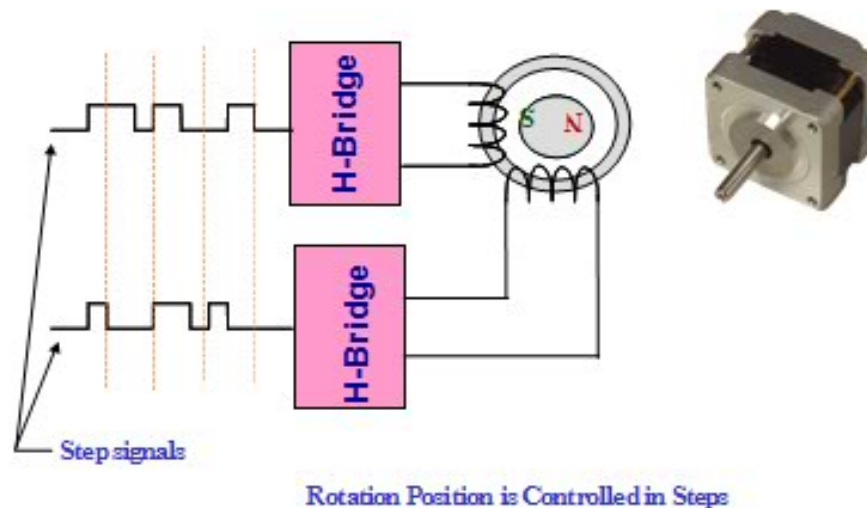 H-Bridge
S N
H-Bridge
Step signals
Rotation Position is Controlled in Steps